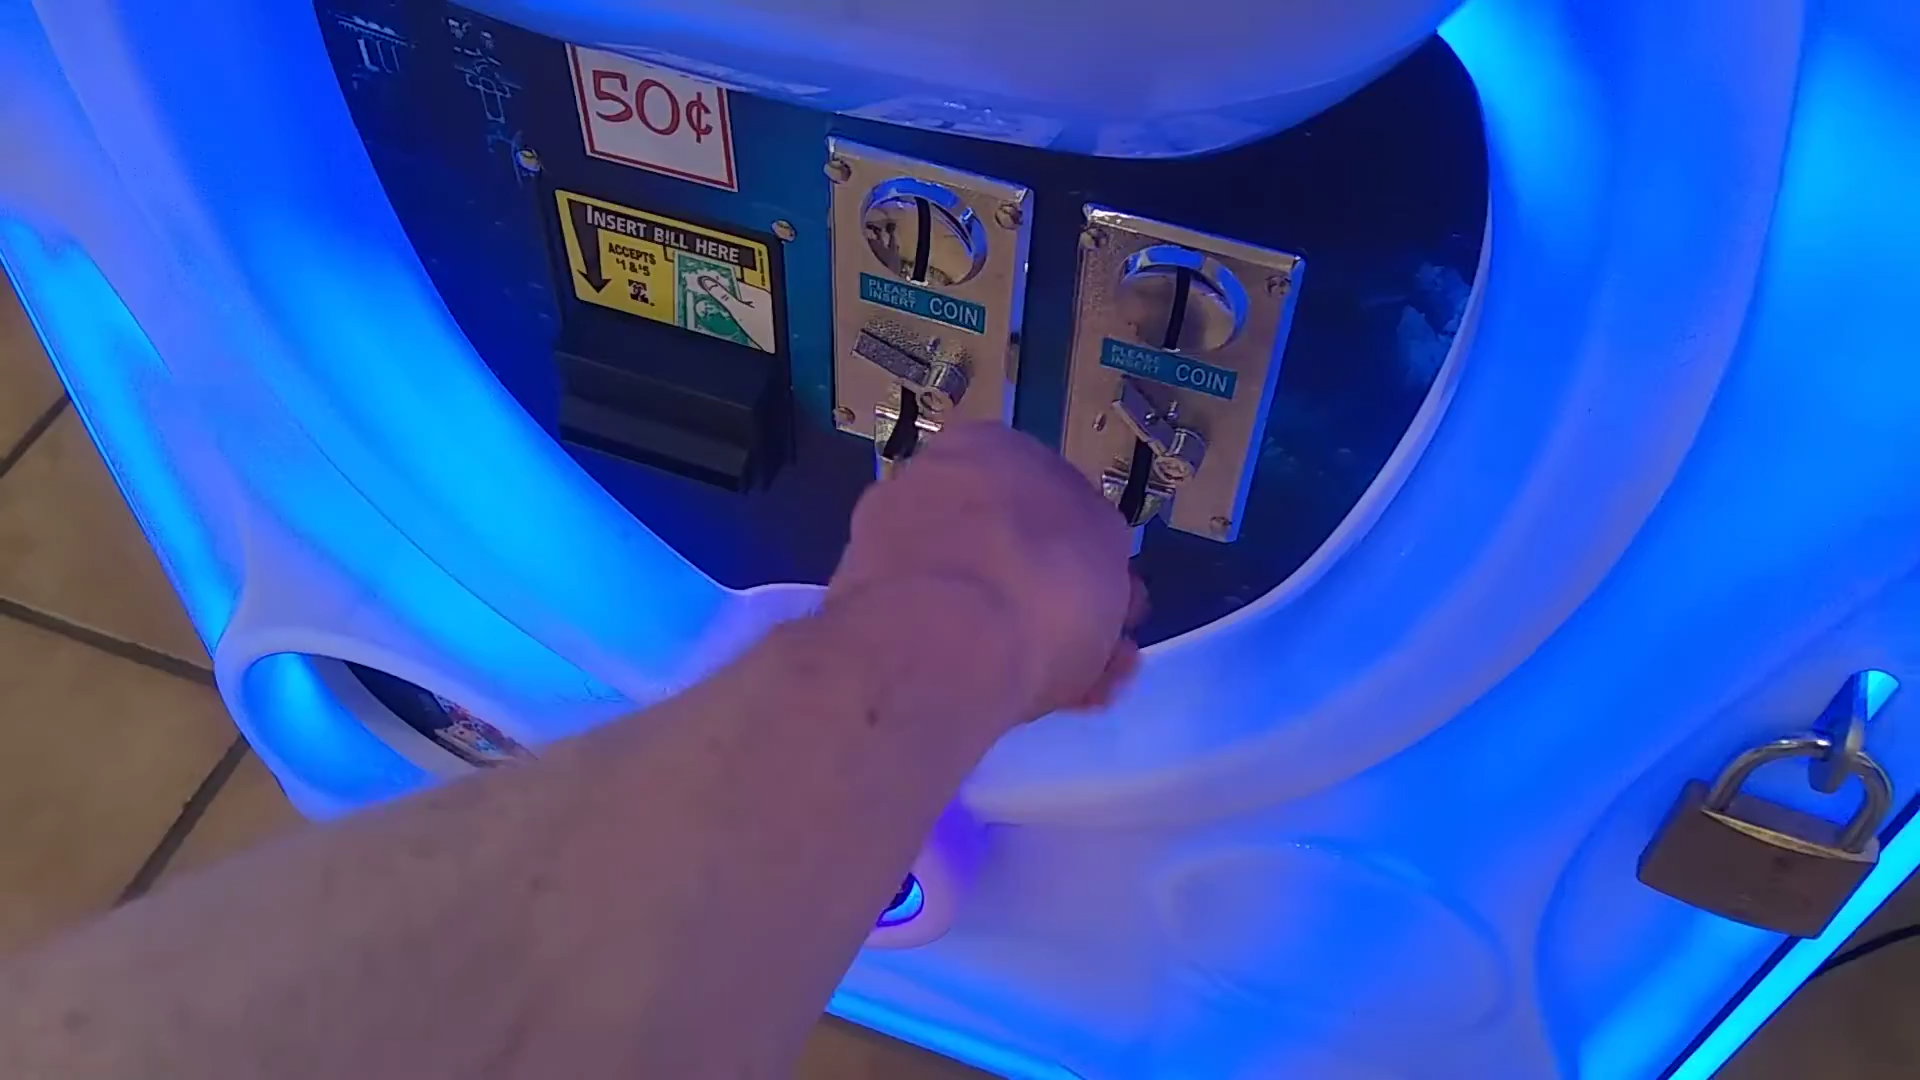 50¢
INSERT BILL HERE
ACCEPTS
$1 & $5
PLEASE
INSERT COIN
PLEASE
INSERT COIN